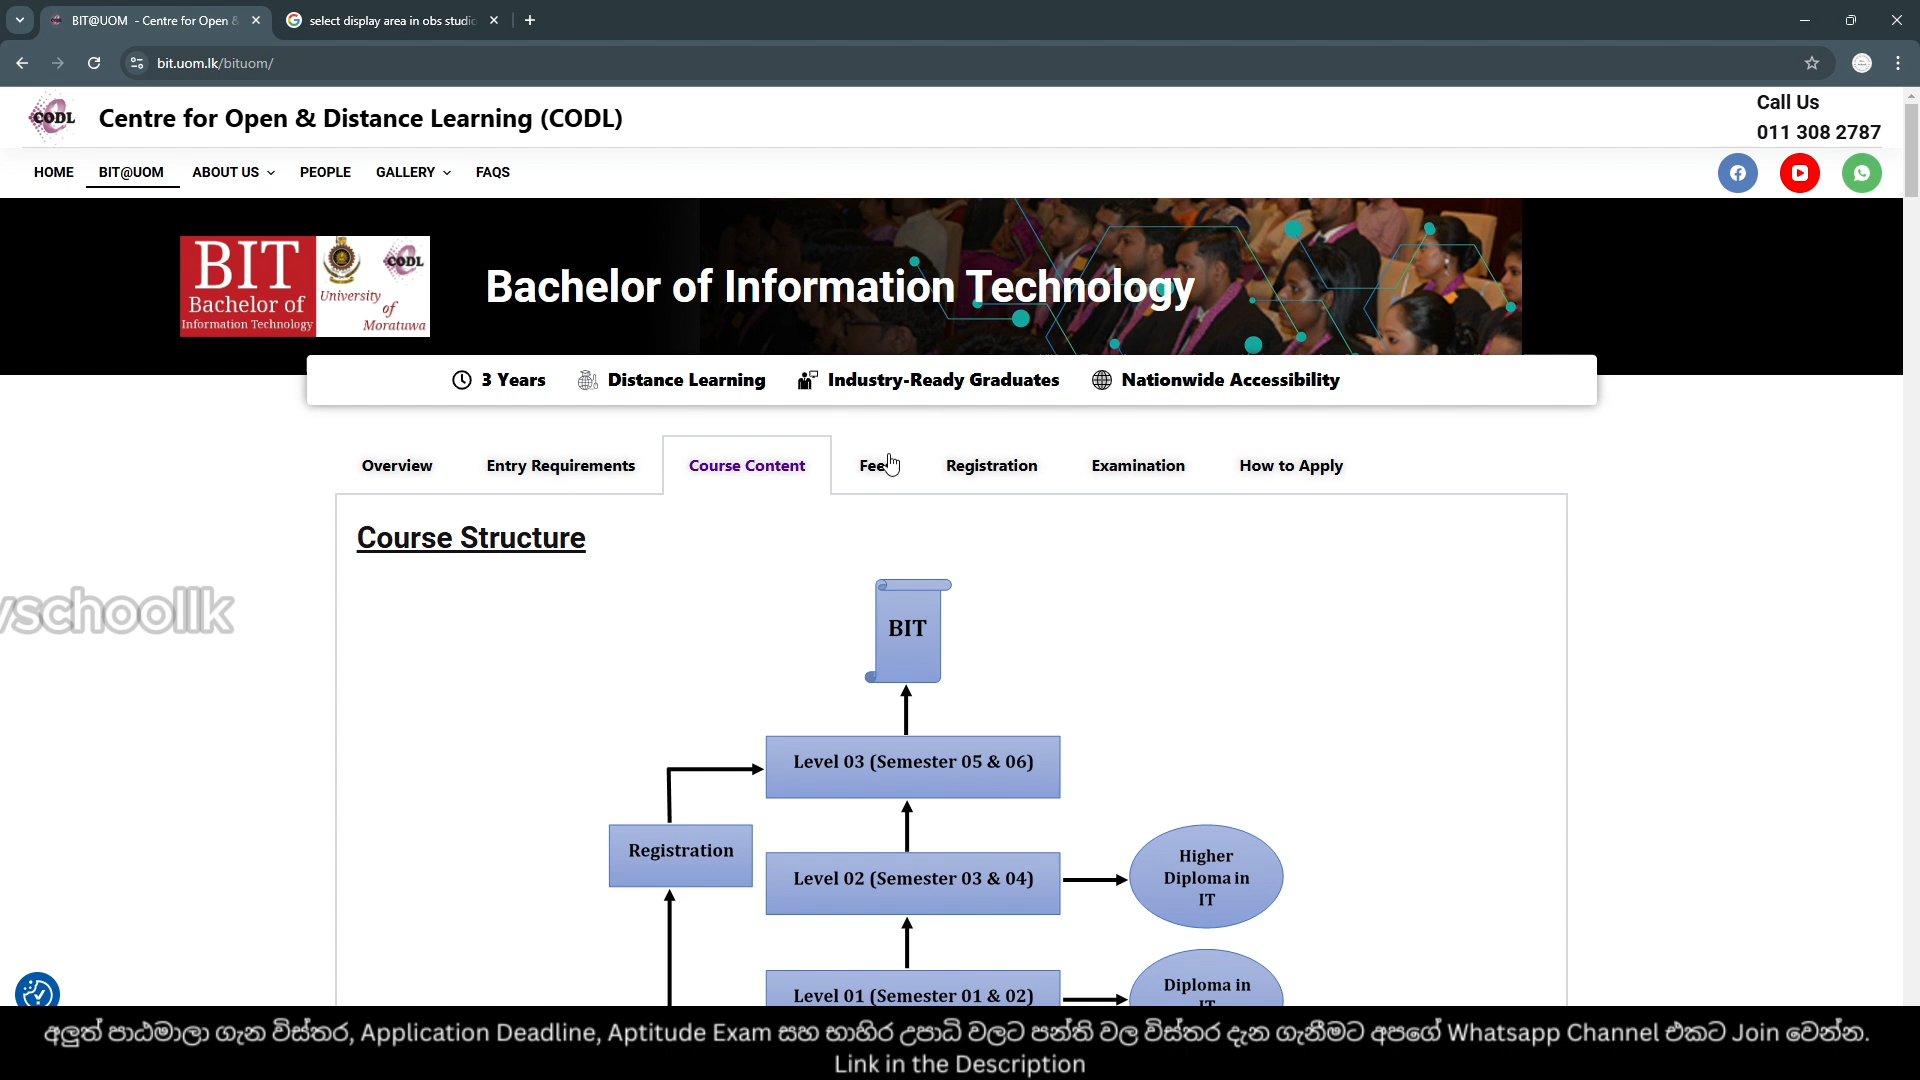 BIT@UOM - Centre for Open &
select display area in obs studio
bit.uom.lk/bituom/
CODL
Centre for Open & Distance Learning (CODL)
Call Us
011 308 2787
HOME
BIT@UOM
ABOUT US
PEOPLE
GALLERY
FAQS
BIT
Bachelor of
Information Technology
CODL
University
of
Moratuwa
Bachelor of Information Technology
3 Years
Distance Learning
Industry-Ready Graduates
Nationwide Accessibility
Overview
Entry Requirements
Course Content
Fee
Registration
Examination
How to Apply
Course Structure
yschoollk
BIT
Level 03 (Semester 05 & 06)
Registration
Level 02 (Semester 03 & 04)
Higher
Diploma in
IT
Level 01 (Semester 01 & 02)
Diploma in
IT
අලුත් පාඨමාලා ගැන විස්තර, Application Deadline, Aptitude Exam සහ භාහිර උපාධි වලට පන්ති වල විස්තර දැන ගැනීමට අපගේ Whatsapp Channel එකට Join වෙන්න.
Link in the Description